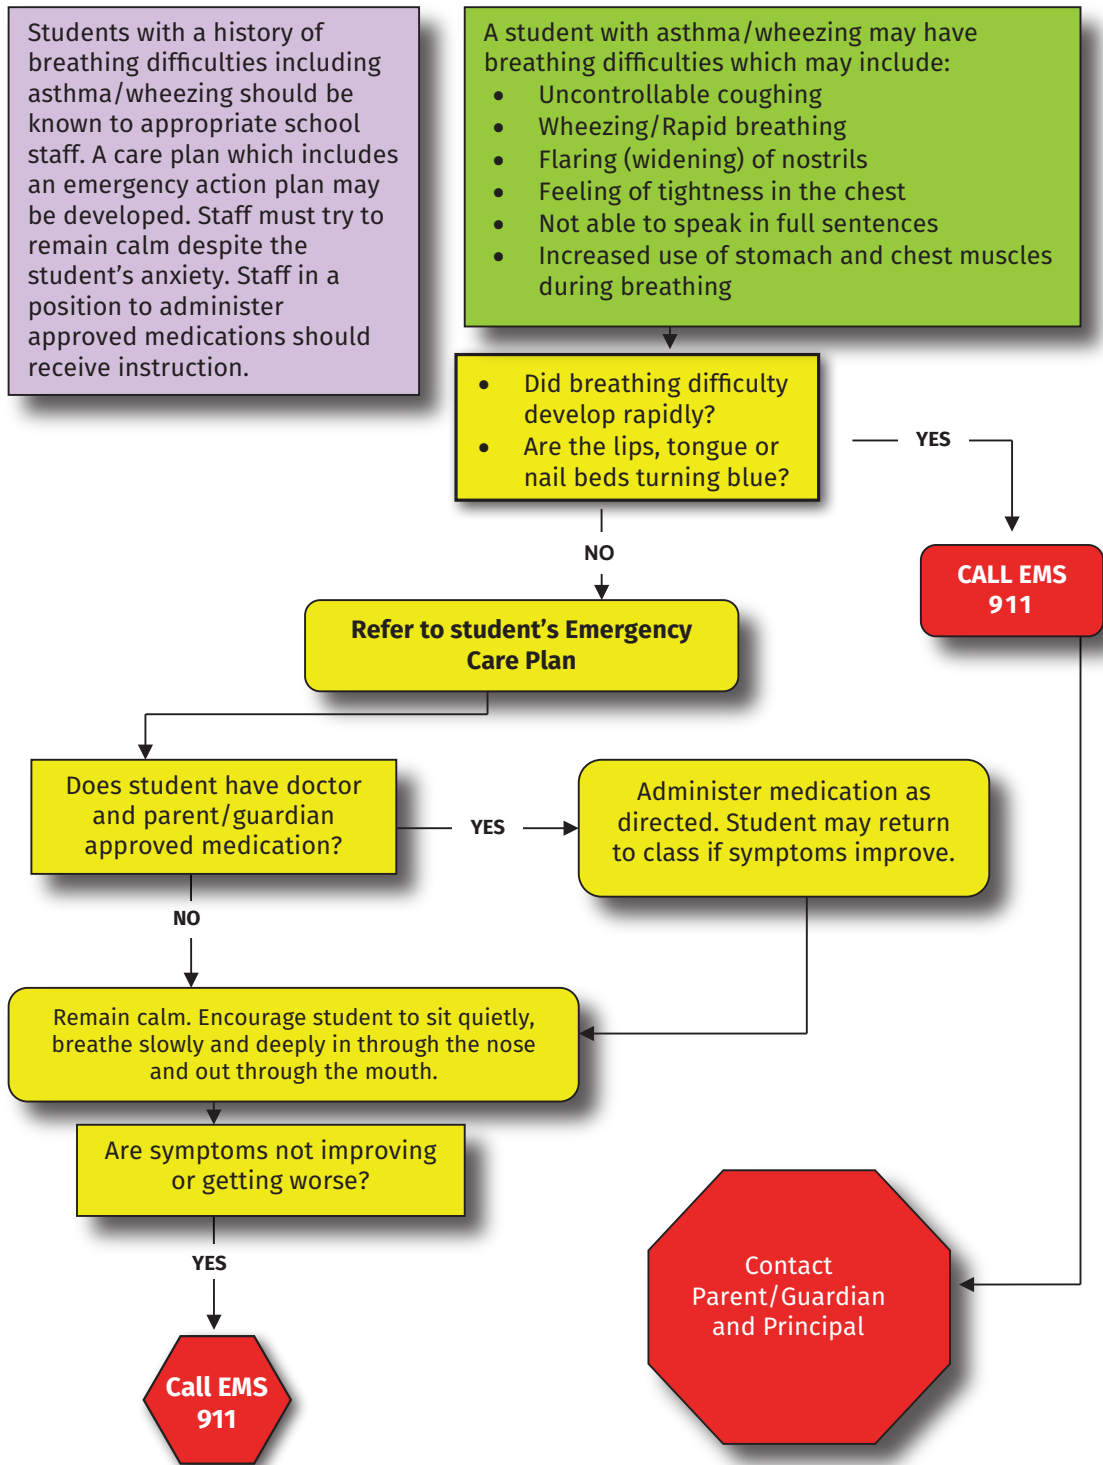 Students with a history of
breathing difficulties including
asthma/wheezing should be
known to appropriate school
staff. A care plan which includes
an emergency action plan may
be developed. Staff must try to
remain calm despite the
student’s anxiety. Staff in a
position to administer
approved medications should
receive instruction.
A student with asthma/wheezing may have
breathing difficulties which may include:
• Uncontrollable coughing
• Wheezing/Rapid breathing
• Flaring (widening) of nostrils
• Feeling of tightness in the chest
• Not able to speak in full sentences
• Increased use of stomach and chest muscles
during breathing
• Did breathing difficulty
develop rapidly?
• Are the lips, tongue or
nail beds turning blue?
YES
NO
CALL EMS
911
Refer to student’s Emergency
Care Plan
Does student have doctor
and parent/guardian
approved medication?
YES
Administer medication as
directed. Student may return
to class if symptoms improve.
NO
Remain calm. Encourage student to sit quietly,
breathe slowly and deeply in through the nose
and out through the mouth.
Are symptoms not improving
or getting worse?
YES
Call EMS
911
Contact
Parent/Guardian
and Principal